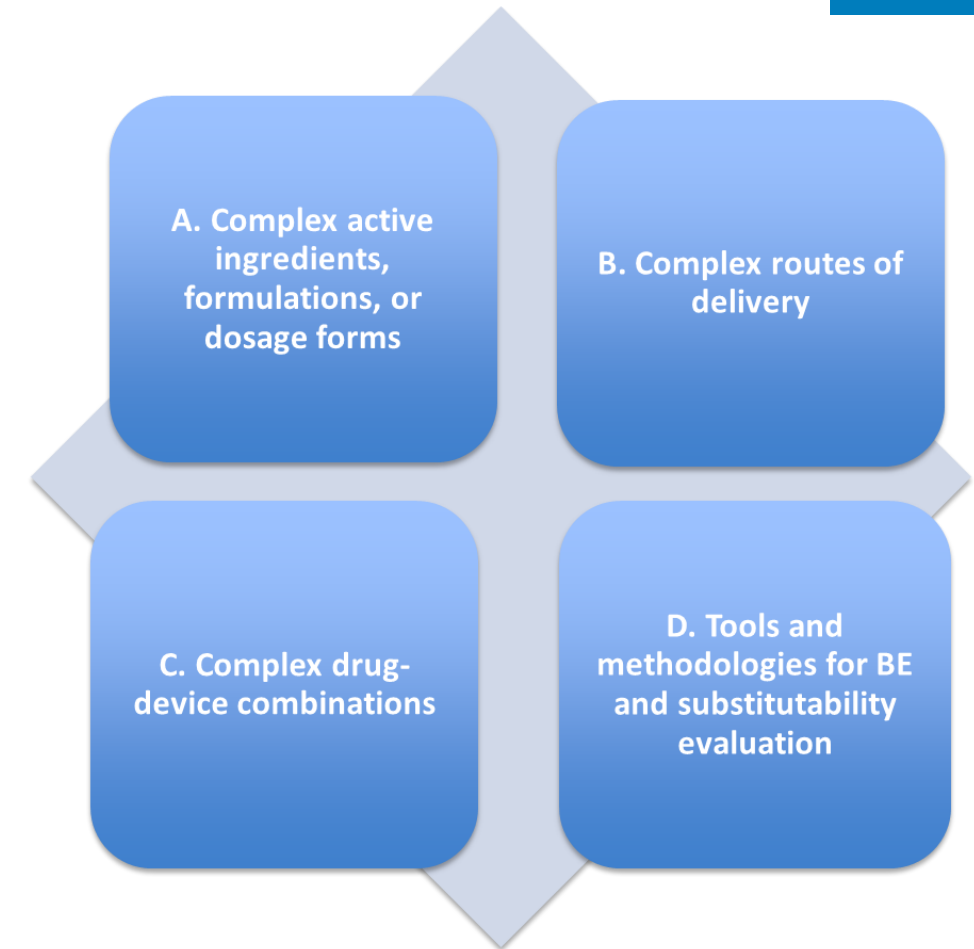 A. Complex active
ingredients,
formulations, or
dosage forms
B. Complex routes of
delivery
C. Complex drug-
device combinations
D. Tools and
methodologies for BE
and substitutability
evaluation